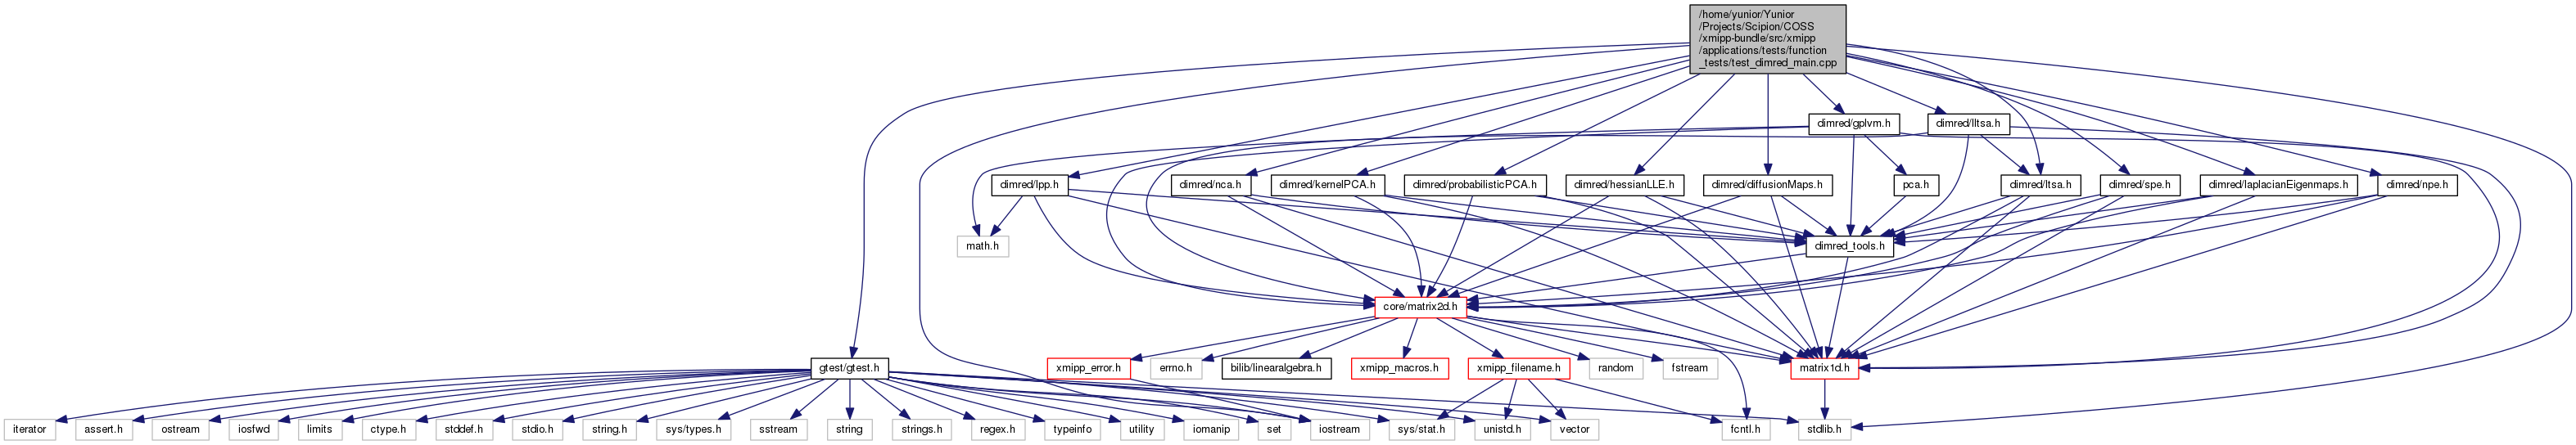 /home/yunior/Yunior
/Projects/Scipion/COSS
/xmipp-bundle/src/xmipp
/applications/tests/function
_tests/test_dimred_main.cpp
dimred/gplvm.h
dimred/lltsa.h
dimred/lpp.h
dimred/nca.h
dimred/kernelPCA.h
dimred/probabilisticPCA.h
dimred/hessianLLE.h
dimred/diffusionMaps.h
pca.h
dimred/ltsa.h
dimred/spe.h
dimred/laplacianEigenmaps.h
dimred/npe.h
math.h
dimred_tools.h
core/matrix2d.h
gtest/gtest.h
xmipp_error.h
errno.h
bilib/linearalgebra.h
xmipp_macros.h
xmipp_filename.h
random
fstream
matrix1d.h
iterator
assert.h
ostream
iosfwd
limits
ctype.h
stddef.h
stdio.h
string.h
sys/types.h
sstream
string
strings.h
regex.h
typeinfo
utility
iomanip
set
iostream
sys/stat.h
unistd.h
vector
fcntl.h
stdlib.h